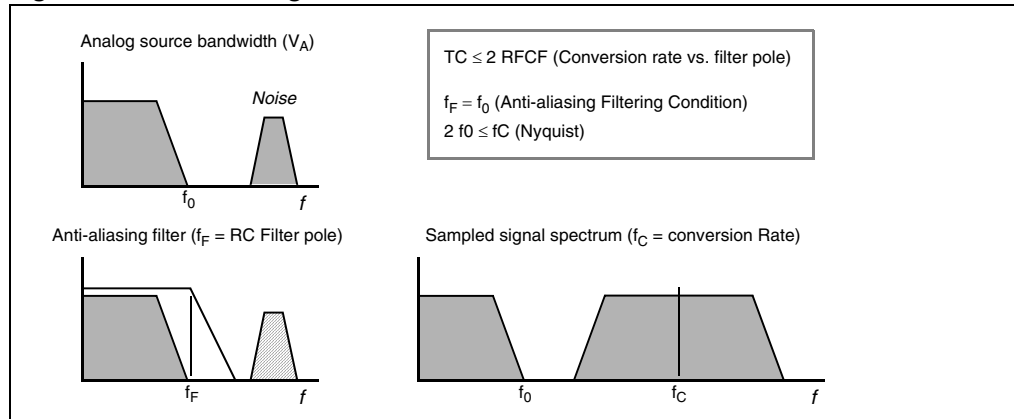 Analog source bandwidth (VA)
Noise
f0
f
TC ≤ 2 RFCF (Conversion rate vs. filter pole)
fF = f0 (Anti-aliasing Filtering Condition)
2 f0 ≤ fC (Nyquist)
Anti-aliasing filter (fF = RC Filter pole)
fF
f
Sampled signal spectrum (fC = conversion Rate)
f0
fC
f